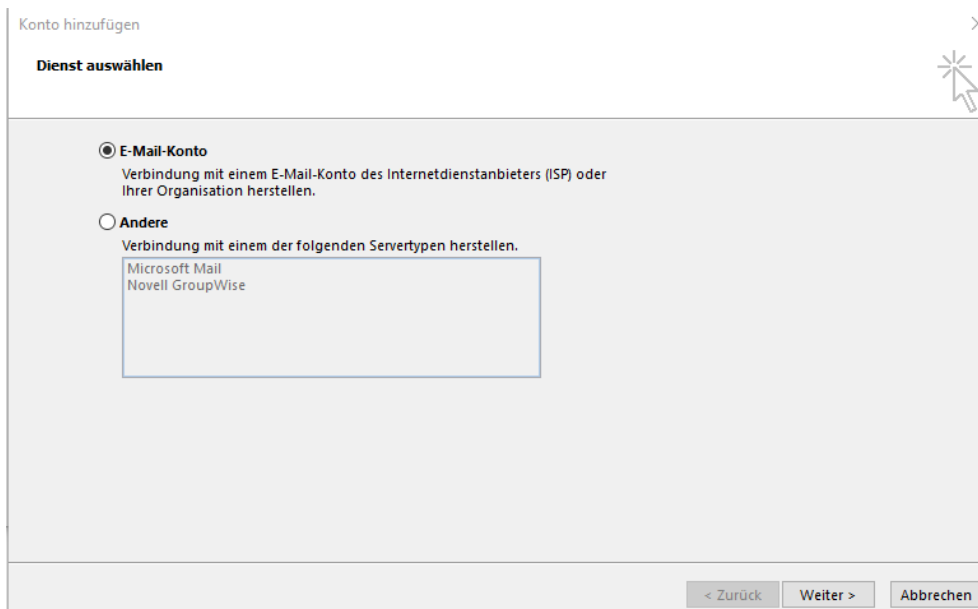 Konto hinzufügen
Dienst auswählen
E-Mail-Konto
Verbindung mit einem E-Mail-Konto des Internetdienstanbieters (ISP) oder
Ihrer Organisation herstellen.
Andere
Verbindung mit einem der folgenden Servertypen herstellen.
Microsoft Mail
Novell GroupWise
< Zurück Weiter > Abbrechen